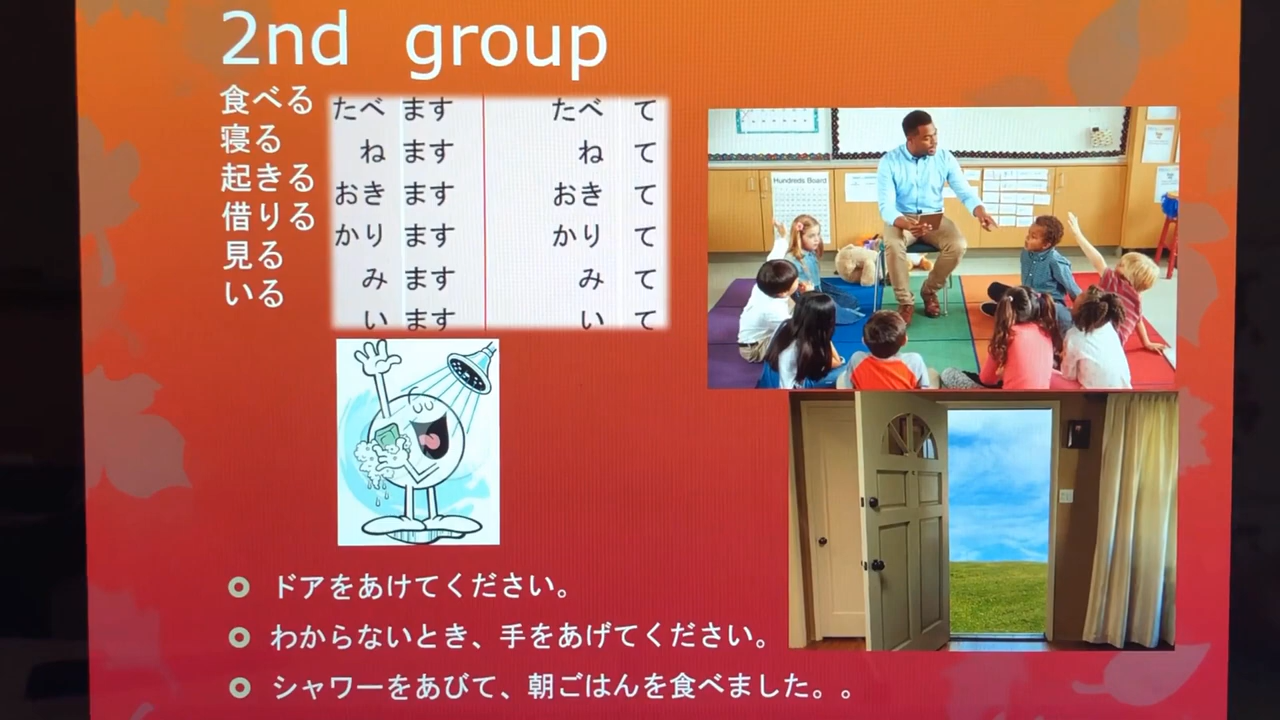 2nd group
食べる たべ ます たべ て
寝る ね ます ね て
起きる おき ます おき て
借りる かり ます かり て
見る み ます み て
いる い ます い て
Hundreds Board
ドアをあけてください。
わからないとき、手をあげてください。
シャワーをあびて、朝ごはんを食べました。。